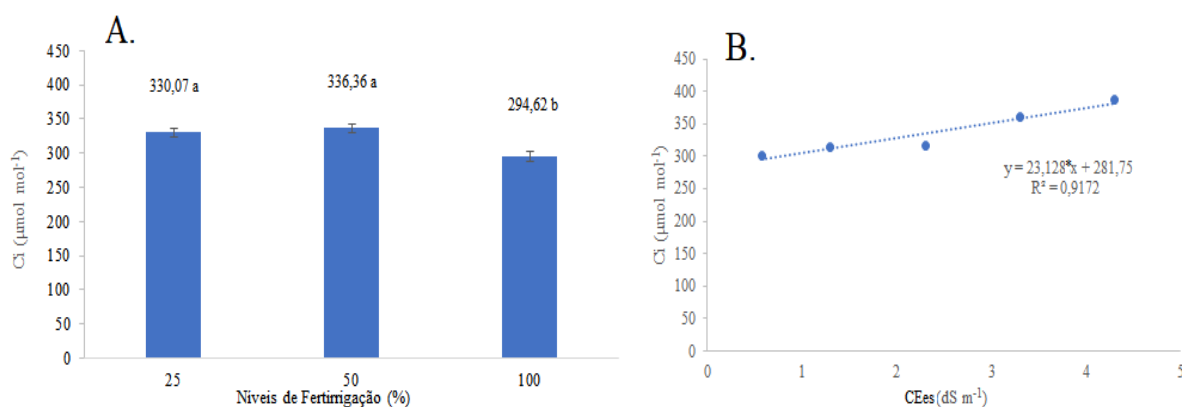 A.
450
400
350
300
250
200
150
100
50
0
Ci (µmol mol⁻¹)
330,07 a
336,36 a
294,62 b
25 50 100
Niveis de Fertirrigação (%)
B.
450
400
350
300
250
200
150
100
50
0
Ci (µmol mol⁻¹)
y = 23,128*x + 281,75
R² = 0,9172
0 1 2 3 4 5
CEes (dS m⁻¹)